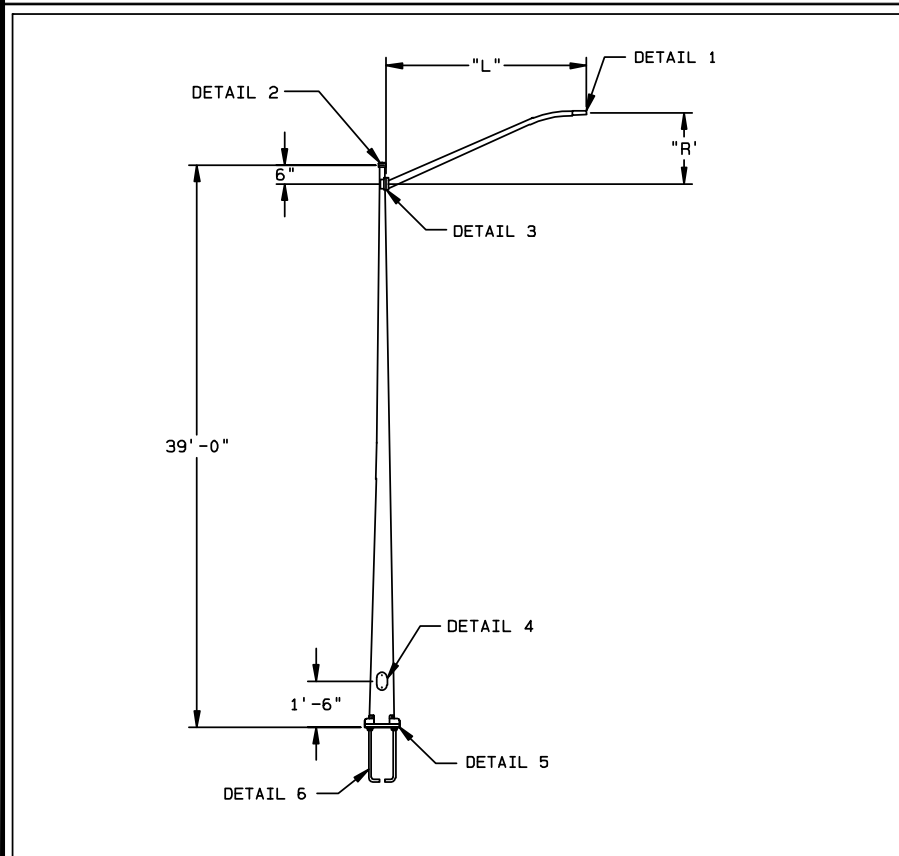 "L"
DETAIL 1
DETAIL 2
"R'
6"
DETAIL 3
39'-0"
DETAIL 4
1'-6"
DETAIL 5
DETAIL 6